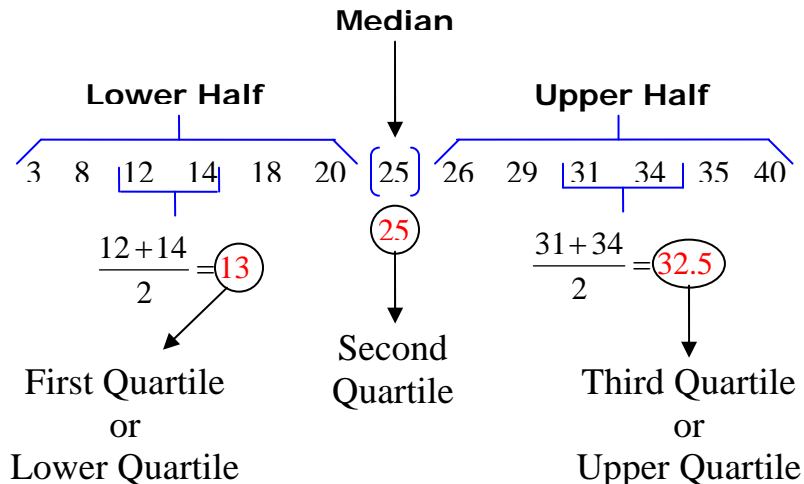 Median
Lower Half Upper Half
3 8 12 14 18 20 25 26 29 31 34 35 40
25
12+14
2
= 13
31+34
2
= 32.5
First Quartile
or
Lower Quartile
Second
Quartile
Third Quartile
or
Upper Quartile